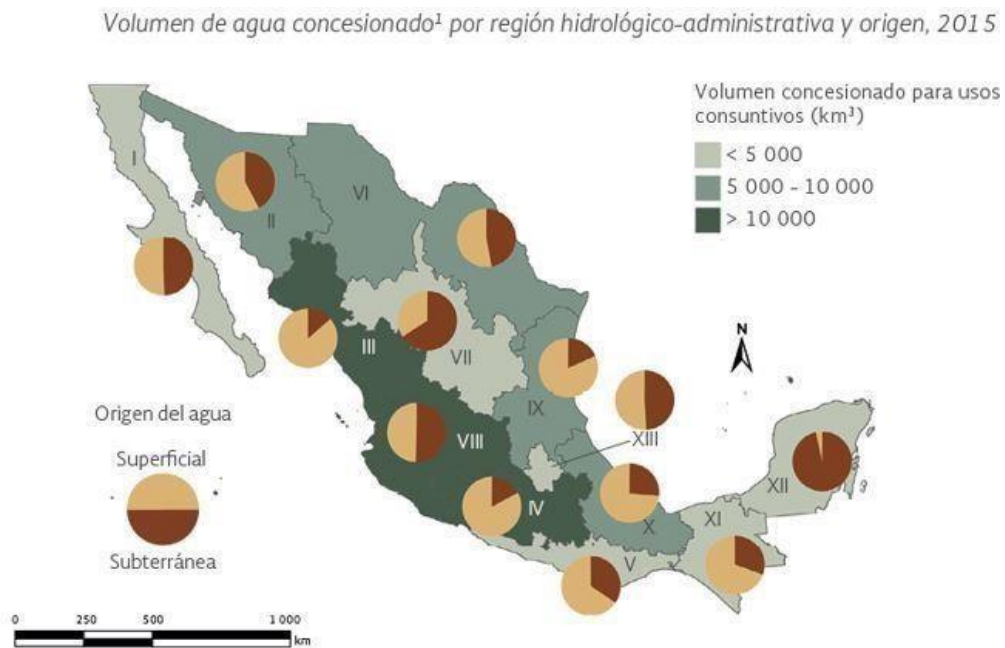 Volumen de agua concesionado¹ por región hidrológico-administrativa y origen, 2015
Volumen concesionado para usos
consuntivos (km³)
< 5 000
5 000 - 10 000
> 10 000
I
II
VI
III
VII
N
IX
VIII
XIII
IV
XII
XI
X
V
Origen del agua
Superficial
Subterránea
0 250 500 1 000
km